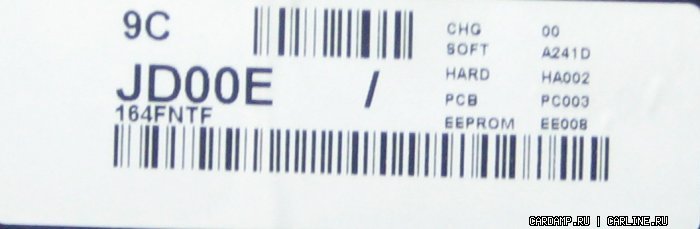 9C
JD00E /
164FNTF
CHG 00
SOFT A241D
HARD HA002
PCB PC003
EEPROM EE008
CARDAMP.RU | CARLINE.RU